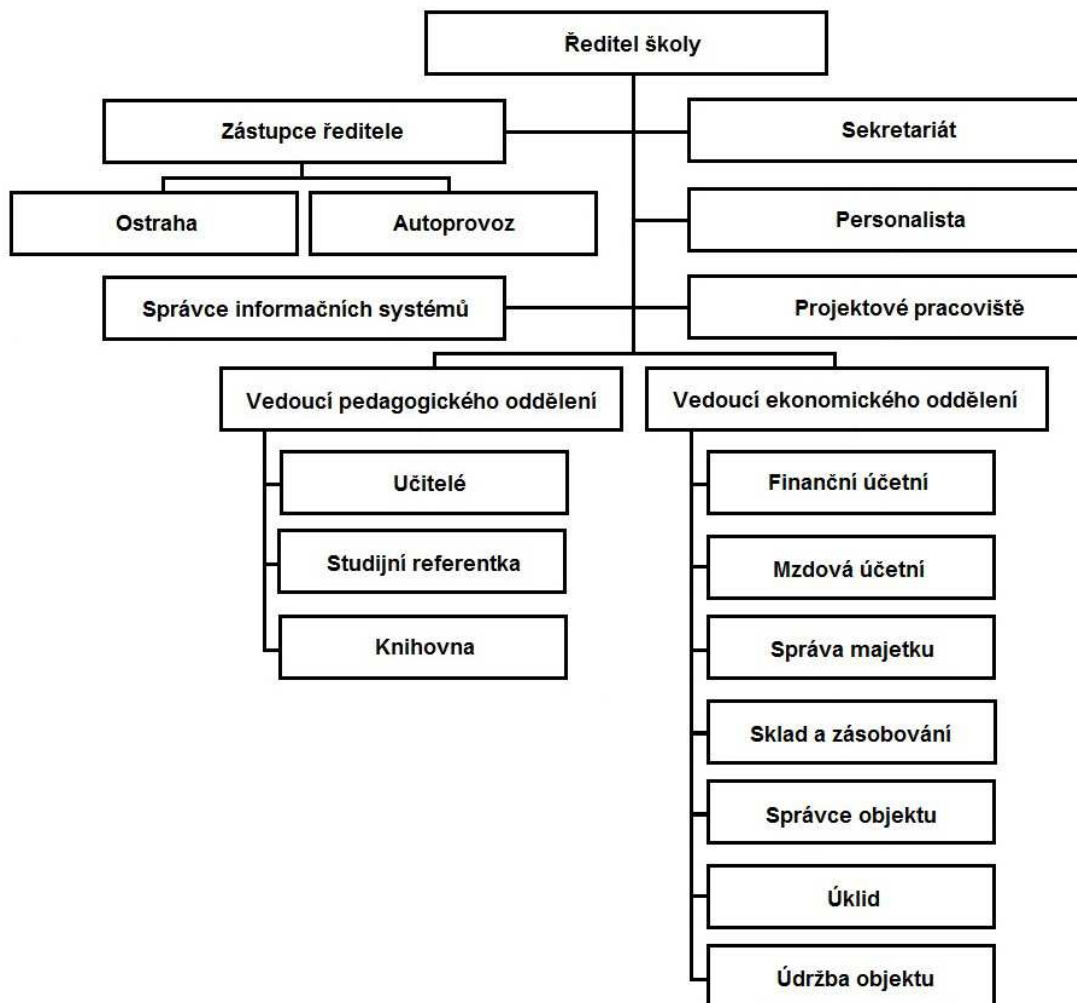 Ředitel školy
Zástupce ředitele
Sekretariát
Ostraha
Autoprovoz
Personalista
Správce informačních systémů
Projektové pracoviště
Vedoucí pedagogického oddělení
Vedoucí ekonomického oddělení
Učitelé
Studijní referentka
Knihovna
Finanční účetní
Mzdová účetní
Správa majetku
Sklad a zásobování
Správce objektu
Úklid
Údržba objektu